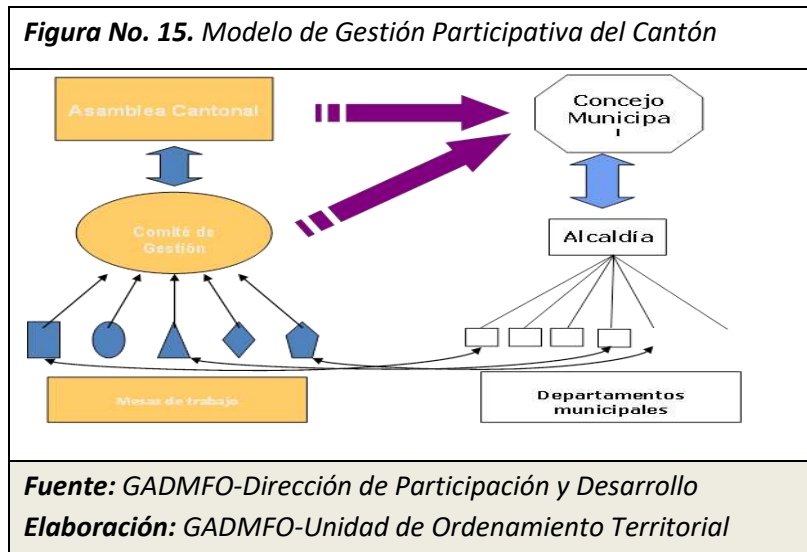 Figura No. 15. Modelo de Gestión Participativa del Cantón
Asamblea Cantonal
Concejo
Municipa
l
Comité de
Gestión
Alcaldía
Mesas de trabajo
Departamentos
municipales
Fuente: GADMFO-Dirección de Participación y Desarrollo
Elaboración: GADMFO-Unidad de Ordenamiento Territorial